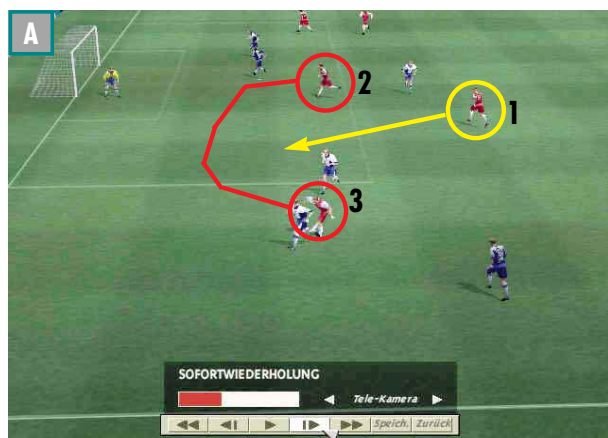 A
2
1
3
SOFORTWIEDERHOLUNG
Tele-Kamera
Speich. Zurück